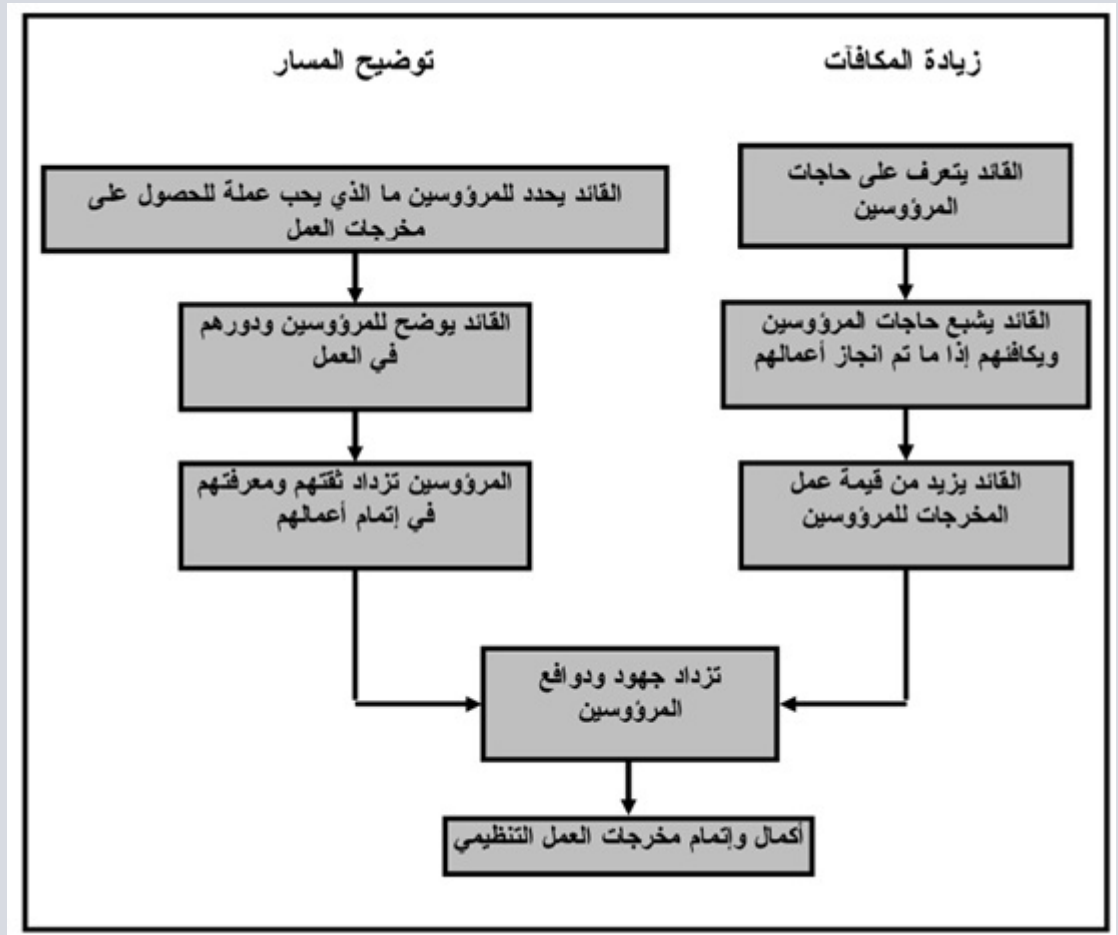 زيادة المكافآت
القائد يتعرف على حاجات
المرؤوسين
القائد يشبع حاجات المرؤوسين
ويكافئهم إذا ما تم انجاز أعمالهم
القائد يزيد من قيمة عمل
المخرجات للمرؤوسين
توضيح المسار
القائد يحدد للمرؤوسين ما الذي يحب عملة للحصول على
مخرجات العمل
القائد يوضح للمرؤوسين ودورهم
في العمل
المرؤوسين تزداد ثقتهم ومعرفتهم
في إتمام أعمالهم
تزداد جهود ودوافع
المرؤوسين
أكمال وإتمام مخرجات العمل التنظيمي